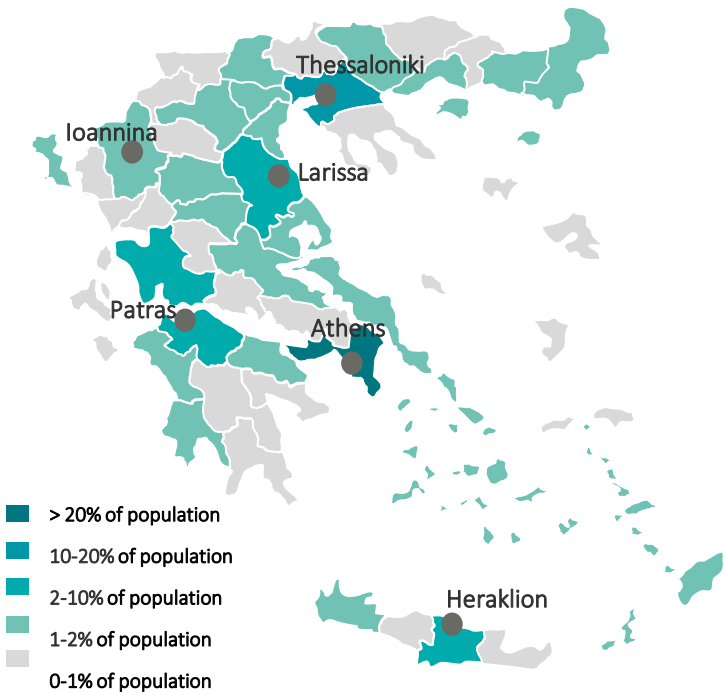 Thessaloniki
Ioannina
Larissa
Patras
Athens
> 20% of population
10-20% of population
2-10% of population
Heraklion
1-2% of population
0-1% of population